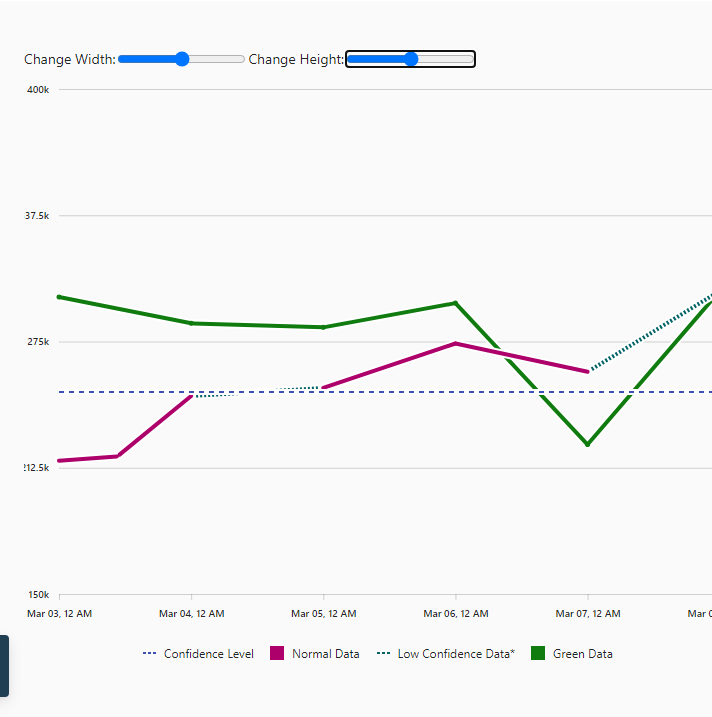 Change Width: Change Height:
400k
37.5k
275k
212.5k
150k
Mar 03, 12 AM Mar 04, 12 AM Mar 05, 12 AM Mar 06, 12 AM Mar 07, 12 AM Mar 0
Confidence Level Normal Data Low Confidence Data* Green Data